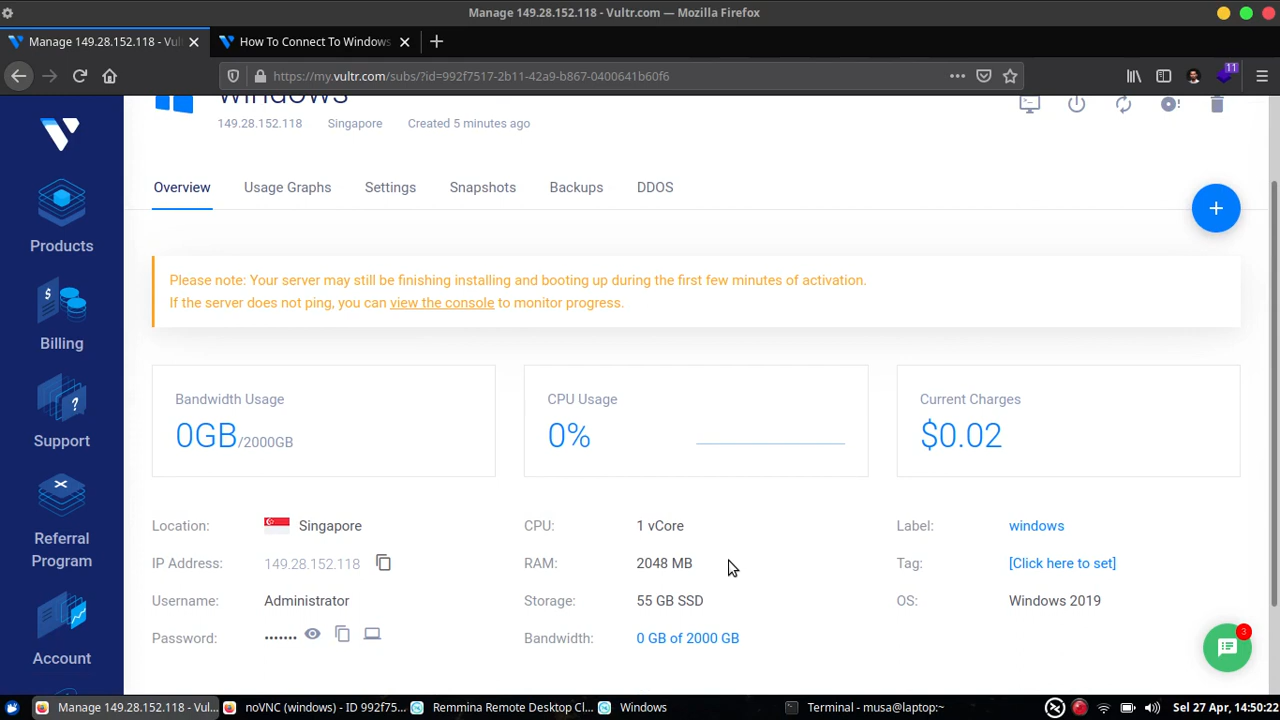 Manage 149.28.152.118 - Vultr.com — Mozilla Firefox
Manage 149.28.152.118 - Vul
How To Connect To Windows
https://my.vultr.com/subs/?id=992f7517-2b11-42a9-b867-0400641b60f6
11
windows
149.28.152.118 Singapore Created 5 minutes ago
Overview Usage Graphs Settings Snapshots Backups DDOS
Products
Billing
Support
Referral
Program
Account
Please note: Your server may still be finishing installing and booting up during the first few minutes of activation.
If the server does not ping, you can view the console to monitor progress.
Bandwidth Usage
0GB/2000GB
CPU Usage
0%
Current Charges
$0.02
Location: Singapore
IP Address: 149.28.152.118
Username: Administrator
Password: •••••••
CPU: 1 vCore
RAM: 2048 MB
Storage: 55 GB SSD
Bandwidth: 0 GB of 2000 GB
Label: windows
Tag: [Click here to set]
OS: Windows 2019
3
Manage 149.28.152.118 - Vul...
noVNC (windows) - ID 992f75...
Remmina Remote Desktop Cl...
Windows
Terminal - musa@laptop:~
Sel 27 Apr, 14:50:22